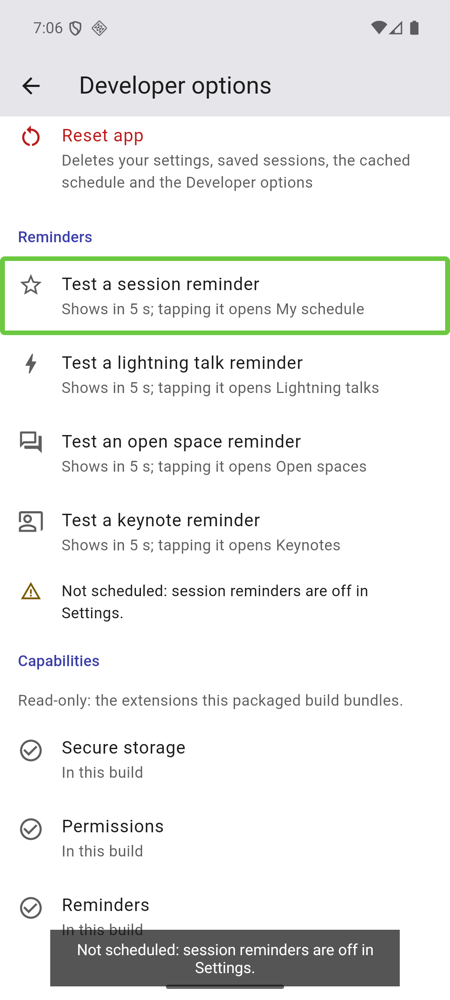 7:06
Developer options
Reset app
Deletes your settings, saved sessions, the cached
schedule and the Developer options
Reminders
Test a session reminder
Shows in 5 s; tapping it opens My schedule
Test a lightning talk reminder
Shows in 5 s; tapping it opens Lightning talks
Test an open space reminder
Shows in 5 s; tapping it opens Open spaces
Test a keynote reminder
Shows in 5 s; tapping it opens Keynotes
Not scheduled: session reminders are off in
Settings.
Capabilities
Read-only: the extensions this packaged build bundles.
Secure storage
In this build
Permissions
In this build
Reminders
In this build
Not scheduled: session reminders are off in
Settings.